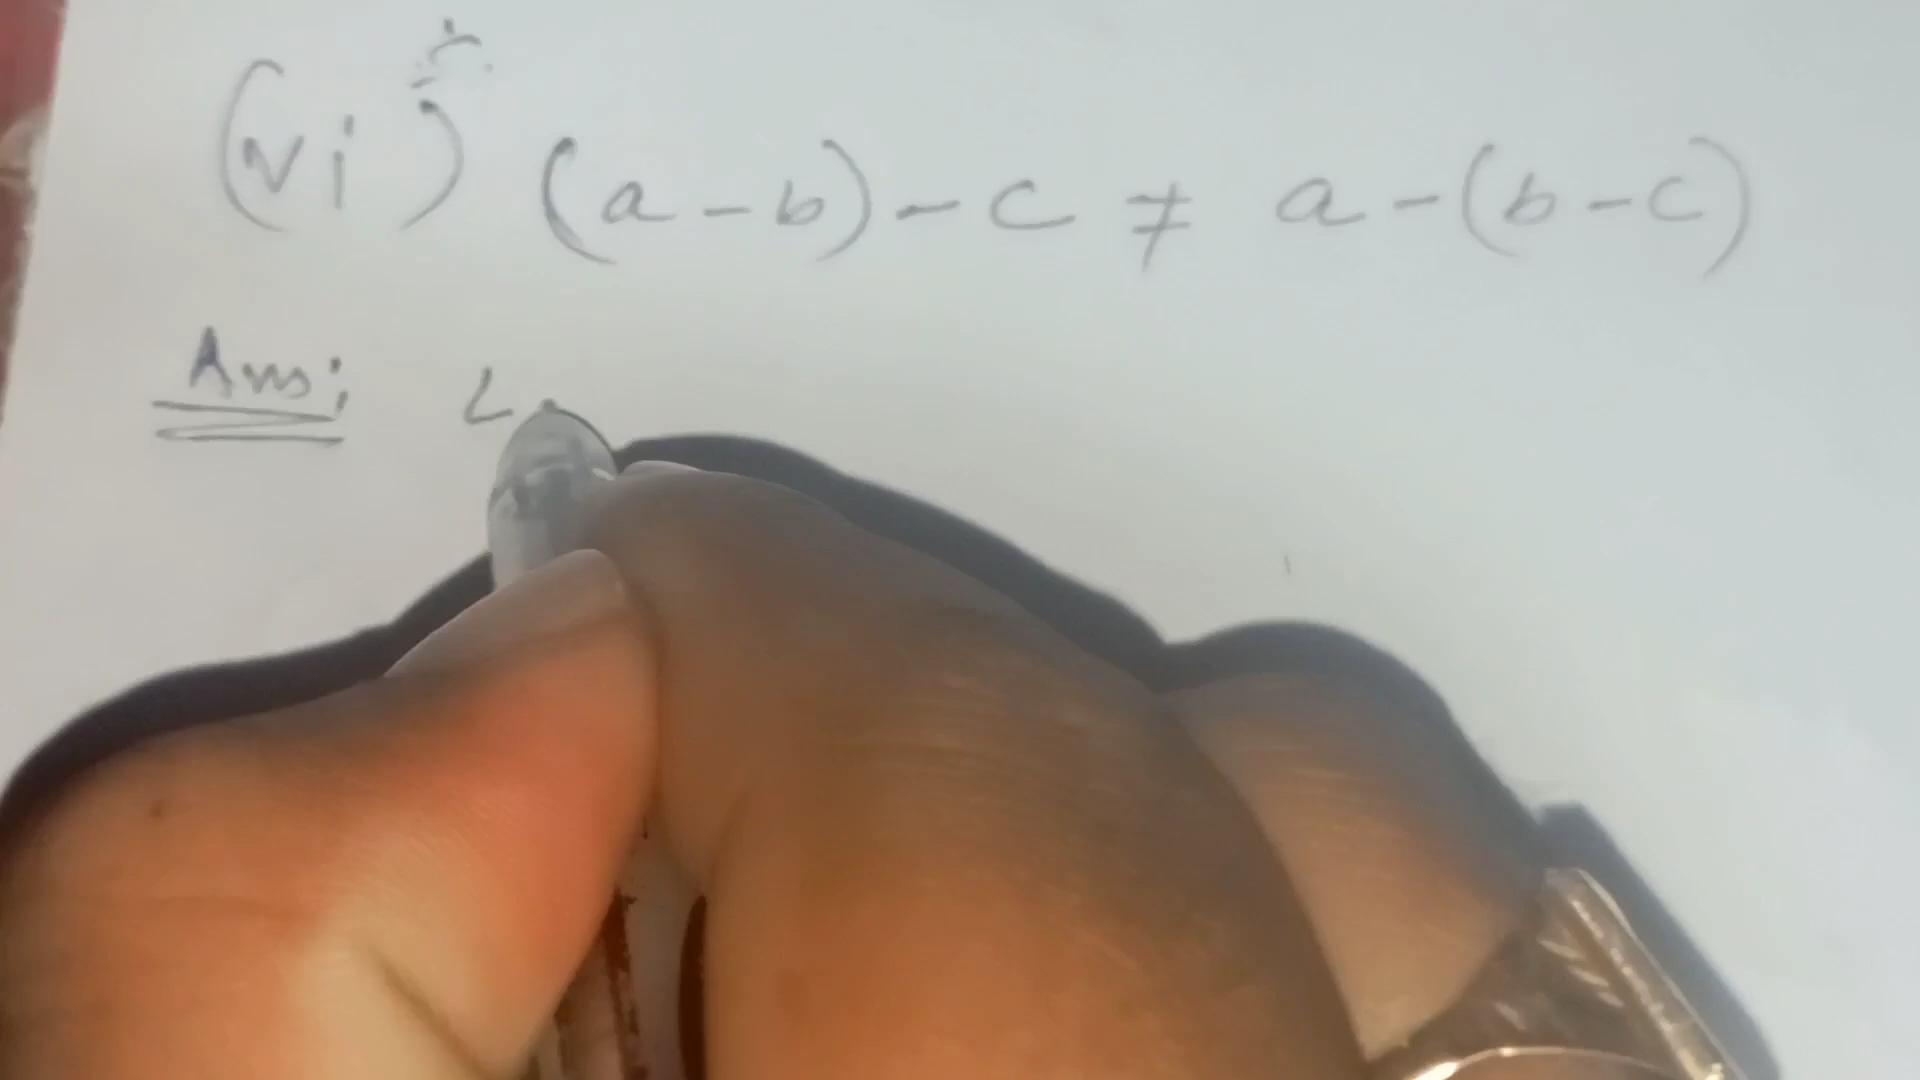 (vi) (a-b)-c ≠ a-(b-c)
Ans: L